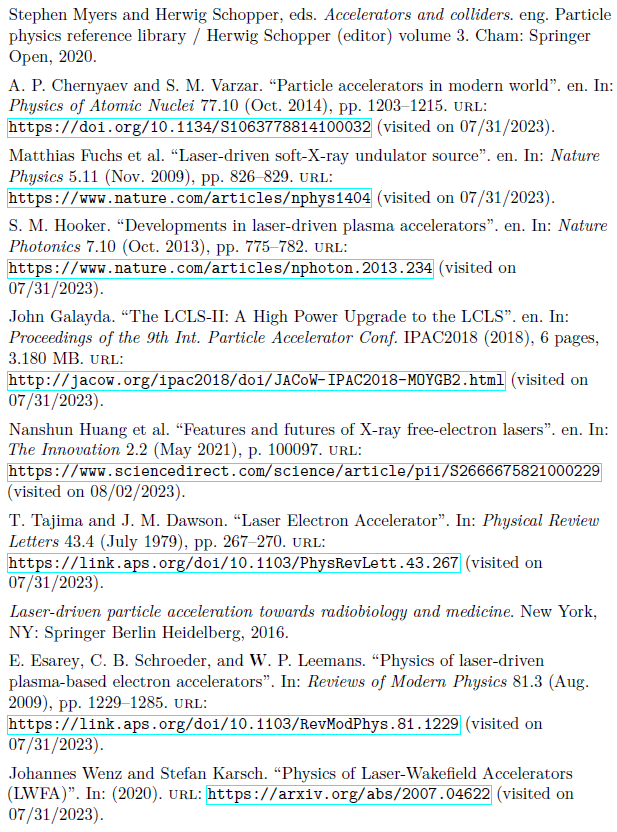 Stephen Myers and Herwig Schopper, eds. Accelerators and colliders. eng. Particle
physics reference library / Herwig Schopper (editor) volume 3. Cham: Springer
Open, 2020.
A. P. Chernyaev and S. M. Varzar. “Particle accelerators in modern world”. en. In:
Physics of Atomic Nuclei 77.10 (Oct. 2014), pp. 1203–1215. URL:
https://doi.org/10.1134/S1063778814100032 (visited on 07/31/2023).
Matthias Fuchs et al. “Laser-driven soft-X-ray undulator source”. en. In: Nature
Physics 5.11 (Nov. 2009), pp. 826–829. URL:
https://www.nature.com/articles/nphys1404 (visited on 07/31/2023).
S. M. Hooker. “Developments in laser-driven plasma accelerators”. en. In: Nature
Photonics 7.10 (Oct. 2013), pp. 775–782. URL:
https://www.nature.com/articles/nphoton.2013.234 (visited on
07/31/2023).
John Galayda. “The LCLS-II: A High Power Upgrade to the LCLS”. en. In:
Proceedings of the 9th Int. Particle Accelerator Conf. IPAC2018 (2018), 6 pages,
3.180 MB. URL:
http://jacow.org/ipac2018/doi/JACoW-IPAC2018-MOYGB2.html (visited on
07/31/2023).
Nanshun Huang et al. “Features and futures of X-ray free-electron lasers”. en. In:
The Innovation 2.2 (May 2021), p. 100097. URL:
https://www.sciencedirect.com/science/article/pii/S2666675821000229
(visited on 08/02/2023).
T. Tajima and J. M. Dawson. “Laser Electron Accelerator”. In: Physical Review
Letters 43.4 (July 1979), pp. 267–270. URL:
https://link.aps.org/doi/10.1103/PhysRevLett.43.267 (visited on
07/31/2023).
Laser-driven particle acceleration towards radiobiology and medicine. New York,
NY: Springer Berlin Heidelberg, 2016.
E. Esarey, C. B. Schroeder, and W. P. Leemans. “Physics of laser-driven
plasma-based electron accelerators”. In: Reviews of Modern Physics 81.3 (Aug.
2009), pp. 1229–1285. URL:
https://link.aps.org/doi/10.1103/RevModPhys.81.1229 (visited on
07/31/2023).
Johannes Wenz and Stefan Karsch. “Physics of Laser-Wakefield Accelerators
(LWFA)”. In: (2020). URL: https://arxiv.org/abs/2007.04622 (visited on
07/31/2023).